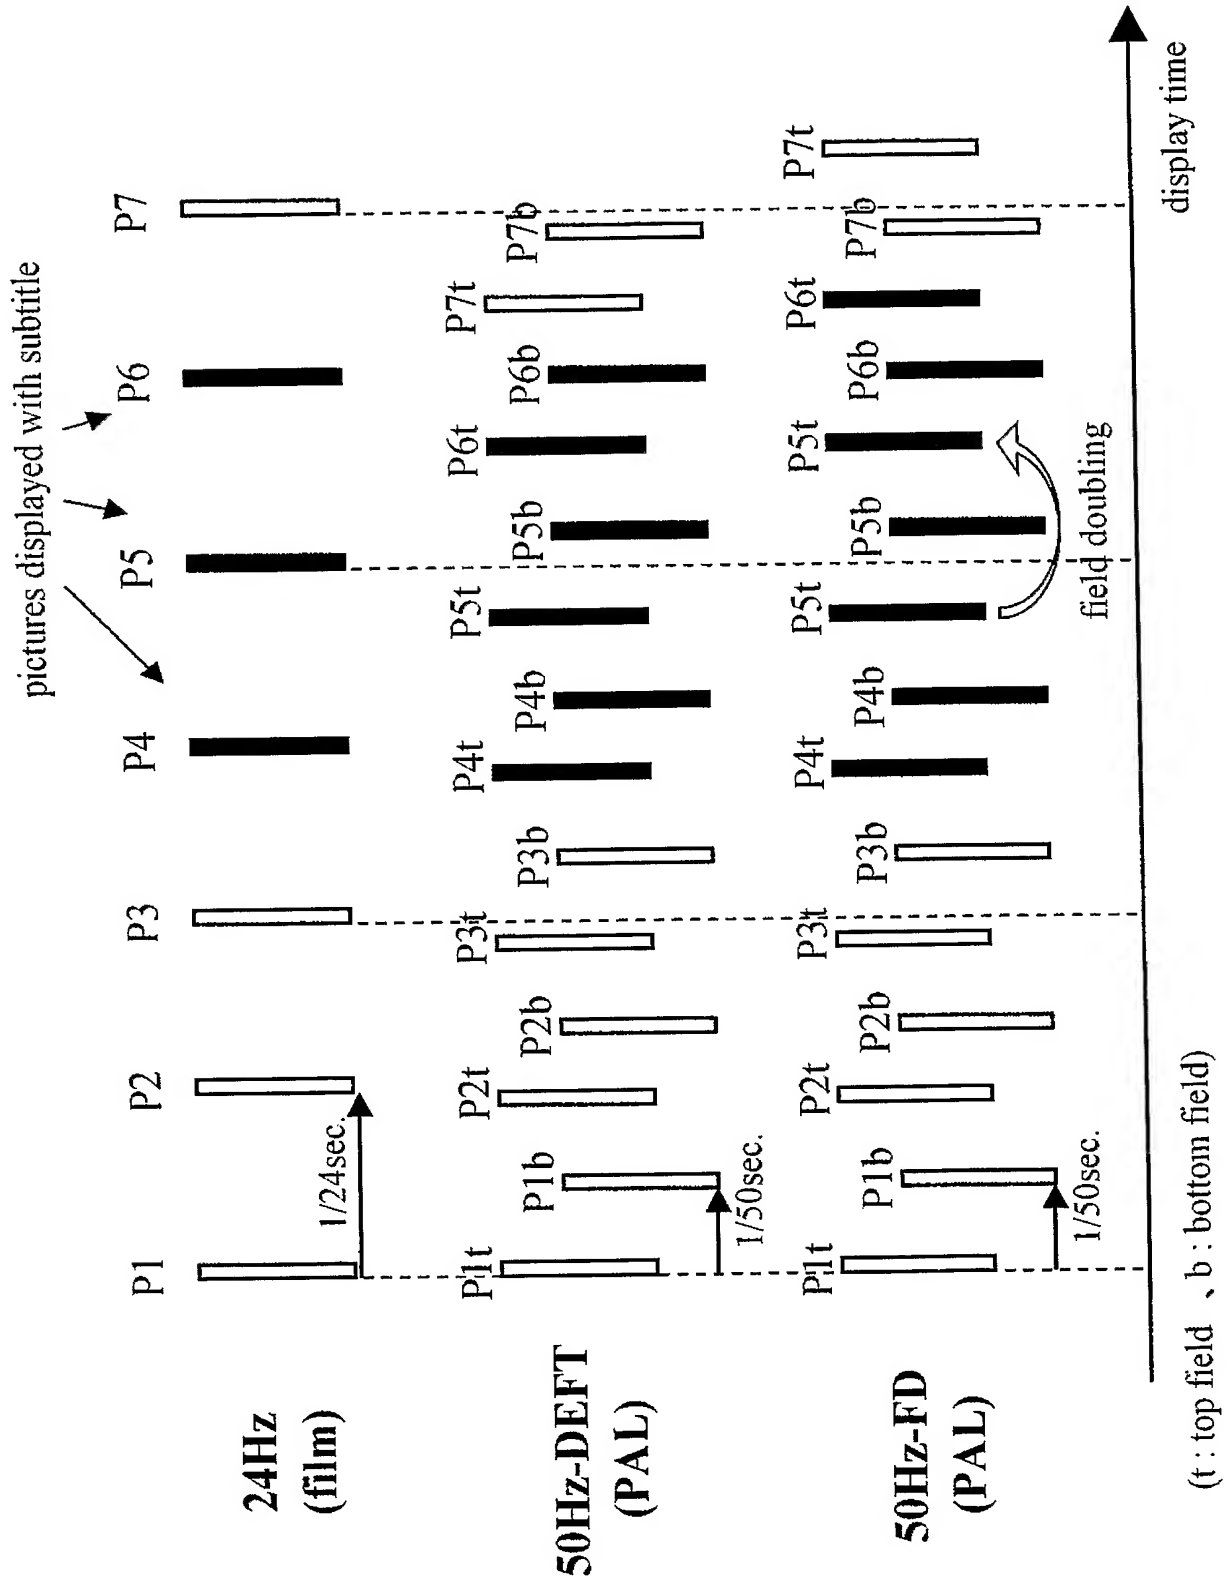 pictures displayed with subtitle
24Hz
(film)
P1
P2
P3
P4
P5
P6
P7
1/24sec.
50Hz-DEFT
(PAL)
P1t
P1b
P2t
P2b
P3t
P3b
P4t
P4b
P5t
P5b
P6t
P6b
P7t
P7b
1/50sec.
50Hz-FD
(PAL)
P1t
P1b
P2t
P2b
P3t
P3b
P4t
P4b
P5t
P5b
P5t
P6b
P6t
P7b
P7t
1/50sec.
field doubling
display time
(t : top field 、b : bottom field)